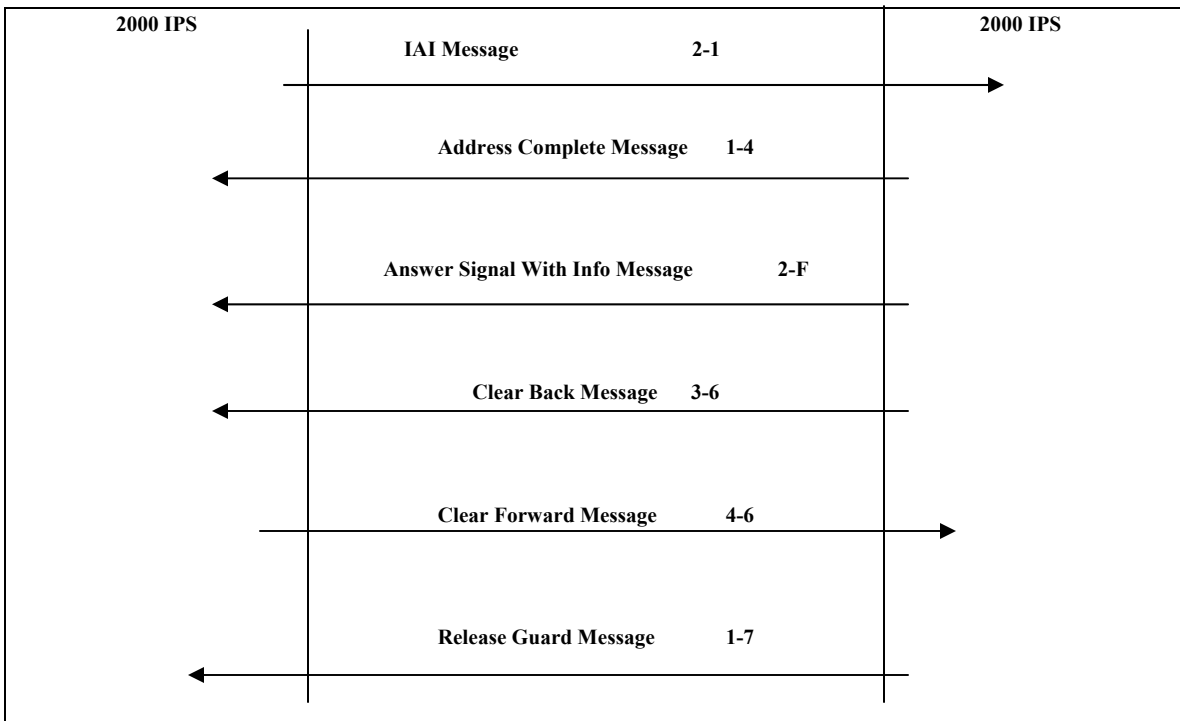 2000 IPS
2000 IPS
IAI Message 2-1
Address Complete Message 1-4
Answer Signal With Info Message 2-F
Clear Back Message 3-6
Clear Forward Message 4-6
Release Guard Message 1-7